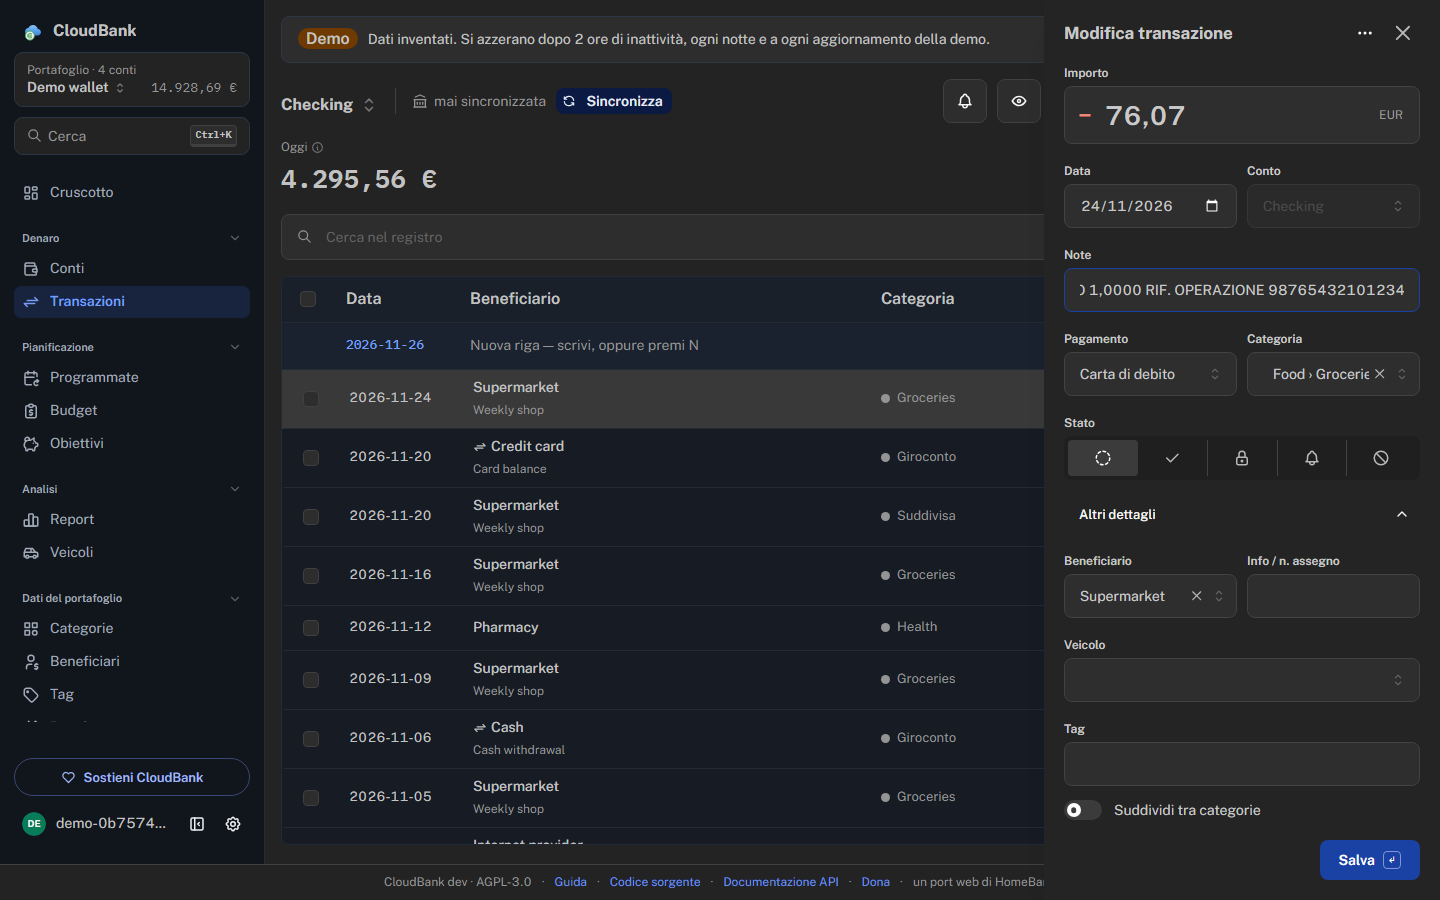 CloudBank
Portafoglio · 4 conti
Demo wallet 14.928,69 €
Cerca Ctrl+K
Cruscotto
Denaro
Conti
Transazioni
Pianificazione
Programmate
Budget
Obiettivi
Analisi
Report
Veicoli
Dati del portafoglio
Categorie
Beneficiari
Tag
Sostieni CloudBank
DE demo-0b7574...
Demo Dati inventati. Si azzerano dopo 2 ore di inattività, ogni notte e a ogni aggiornamento della demo.
Checking mai sincronizzata Sincronizza
Oggi
4.295,56 €
Cerca nel registro
Data Beneficiario Categoria
2026-11-26 Nuova riga — scrivi, oppure premi N
2026-11-24 Supermarket Groceries
Weekly shop
2026-11-20 Credit card Giroconto
Card balance
2026-11-20 Supermarket Suddivisa
Weekly shop
2026-11-16 Supermarket Groceries
Weekly shop
2026-11-12 Pharmacy Health
2026-11-09 Supermarket Groceries
Weekly shop
2026-11-06 Cash Giroconto
Cash withdrawal
2026-11-05 Supermarket Groceries
Weekly shop
Internet provider
CloudBank dev · AGPL-3.0 · Guida · Codice sorgente · Documentazione API · Dona · un port web di HomeBan
Modifica transazione
Importo
− 76,07 EUR
Data Conto
24/11/2026 Checking
Note
1,0000 RIF. OPERAZIONE 98765432101234
Pagamento Categoria
Carta di debito Food › Grocerie
Stato
Altri dettagli
Beneficiario Info / n. assegno
Supermarket
Veicolo
Tag
Suddividi tra categorie
Salva